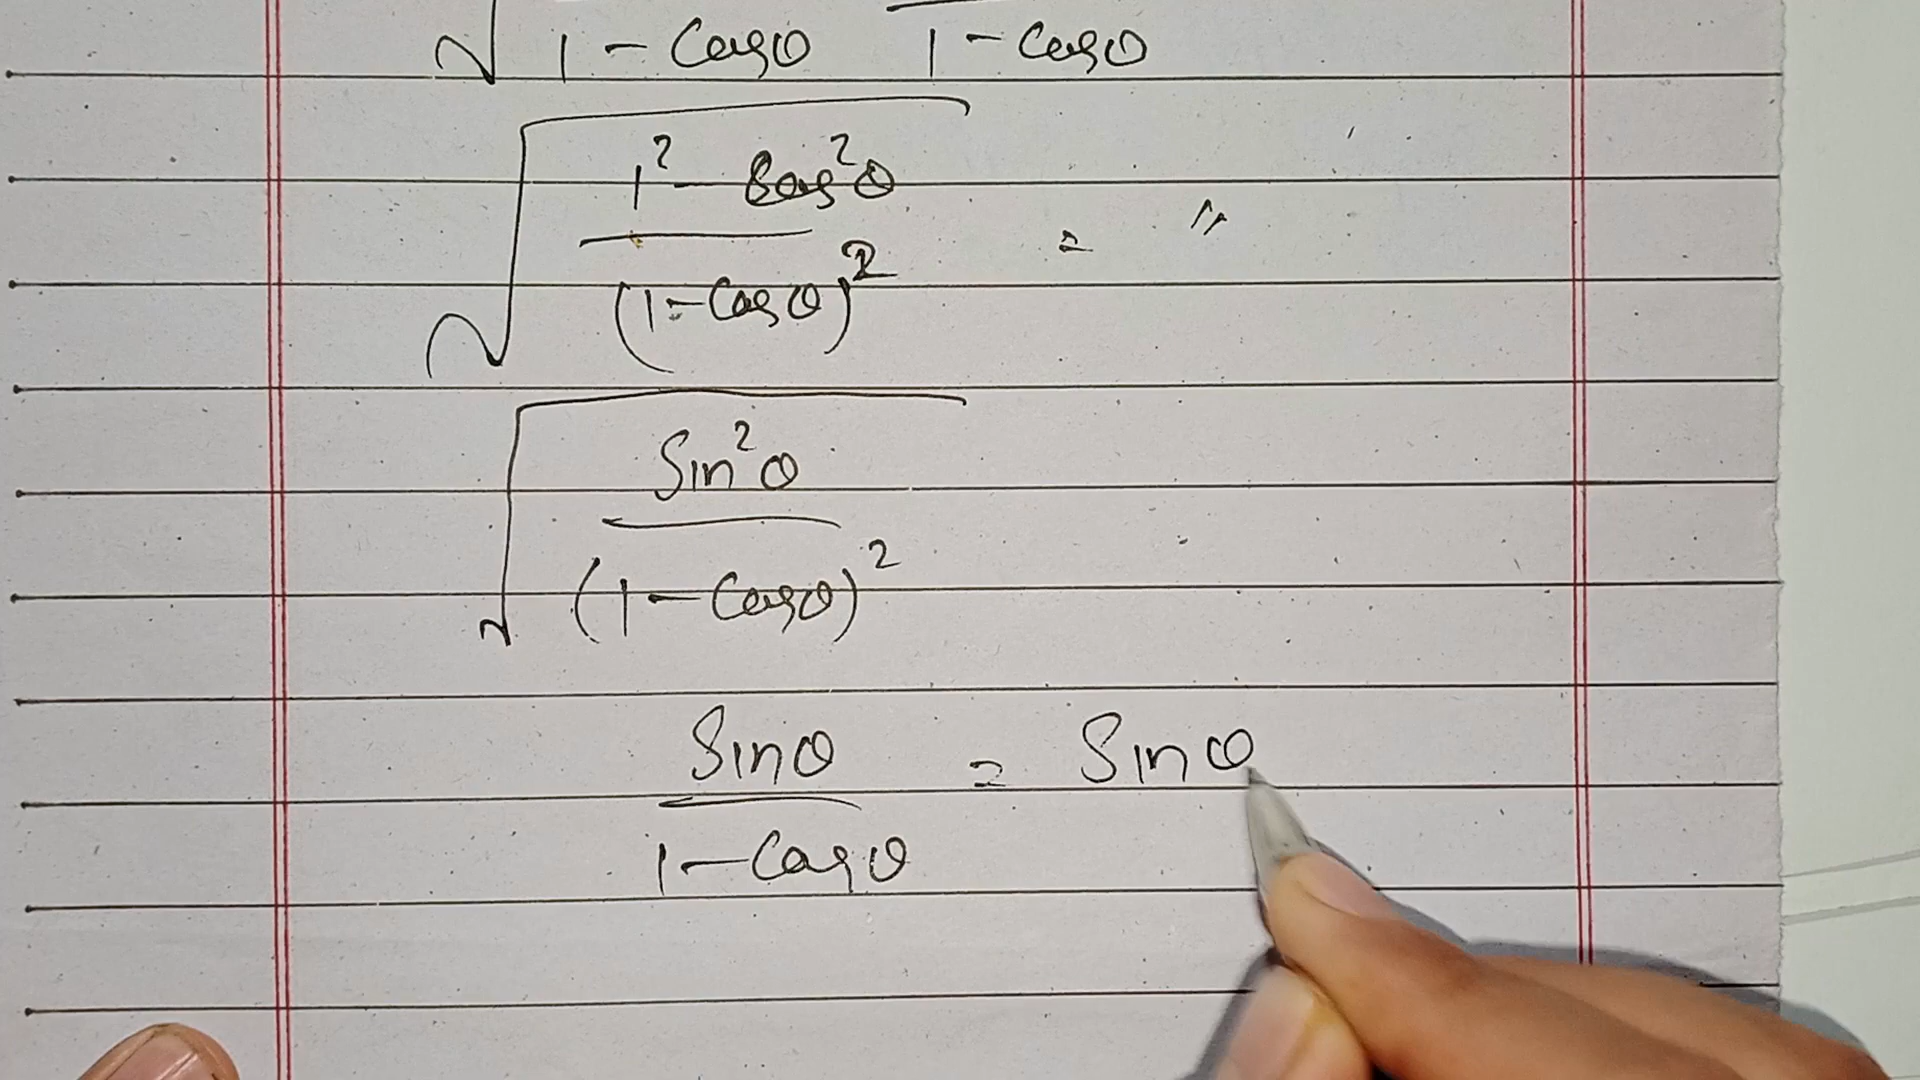 √ 1 - Cosθ 1 - Cosθ
√ 1² - Cos²θ
= "
(1 - Cosθ)²
√ Sin²θ
(1 - Cosθ)²
Sinθ = Sinθ
1 - Cosθ